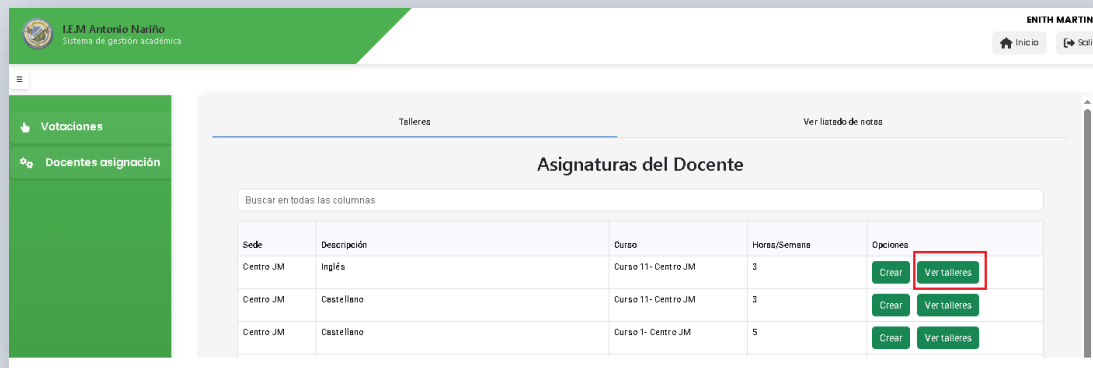 I.E.M Antonio Nariño
Sistema de gestión académica
ENITH MARTIN
Inicio
Sali
Votaciones
Docentes asignación
Talleres
Ver listado de notas
Asignaturas del Docente
Buscar en todas las columnas
Sede Descripción Curso Horas/Semana Opciones
Centro JM Inglés Curso 11- Centro JM 3 Crear Ver talleres
Centro JM Castellano Curso 11- Centro JM 3 Crear Ver talleres
Centro JM Castellano Curso 1- Centro JM 5 Crear Ver talleres